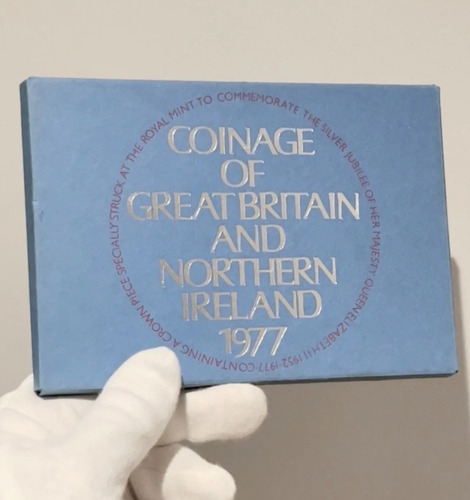 COINAGE
OF
GREAT BRITAIN
AND
NORTHERN
IRELAND
1977
CONTAINING A CROWN PIECE SPECIALLY STRUCK AT THE ROYAL MINT TO COMMEMORATE THE SILVER JUBILEE OF HER MAJESTY QUEEN ELIZABETH II 1952-1977